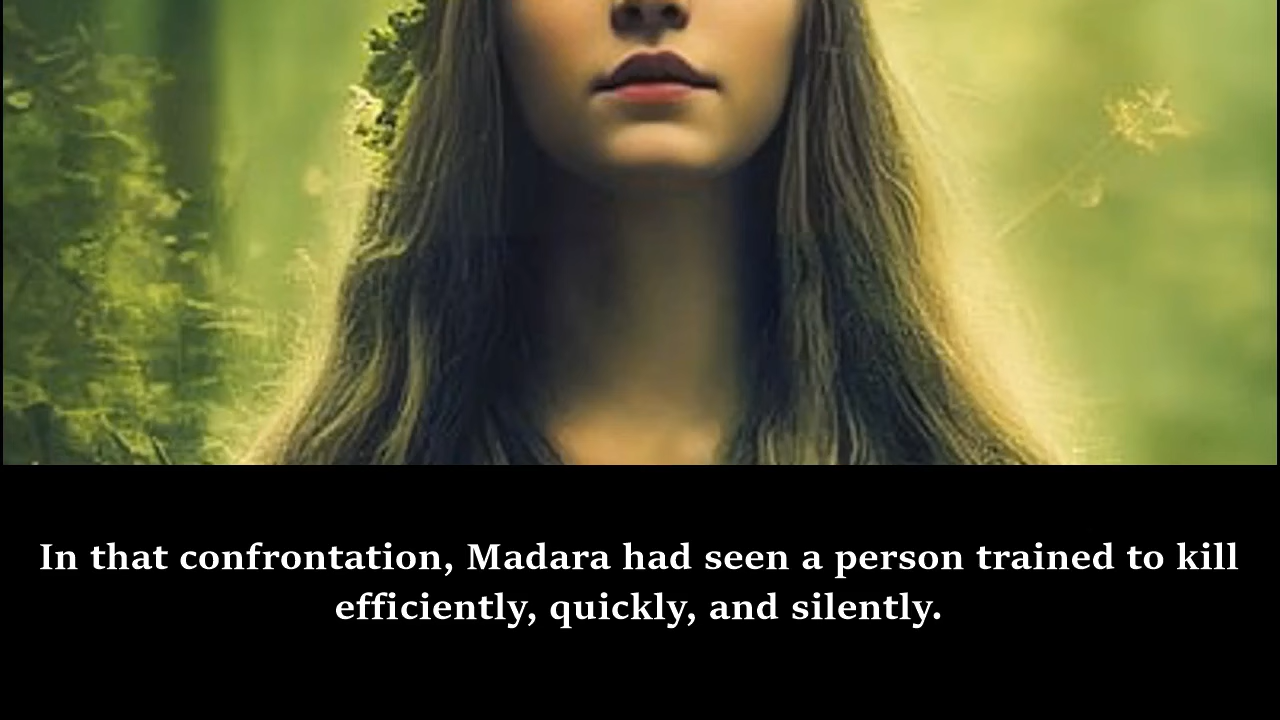 In that confrontation, Madara had seen a person trained to kill
efficiently, quickly, and silently.